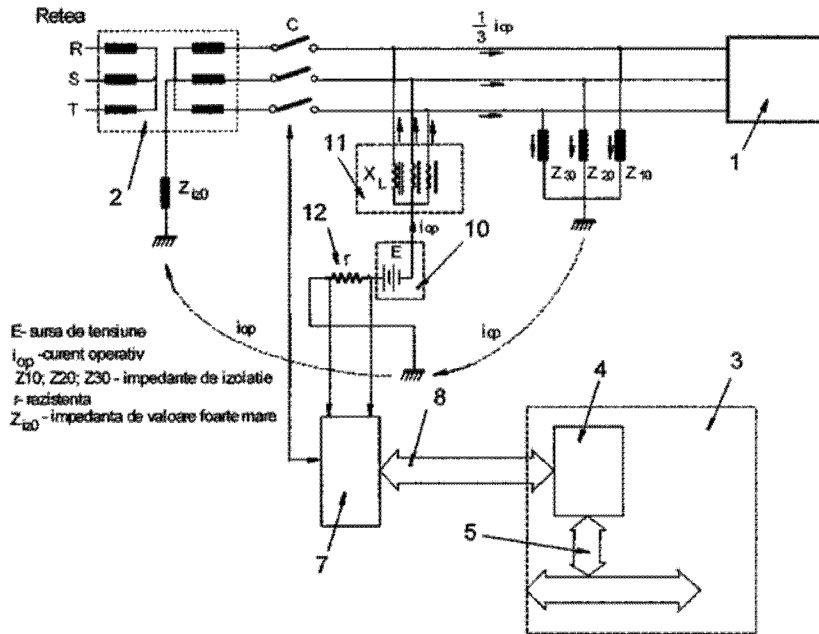 Retea
R
S
T
C
1/3 iop
1
2
Ziz0
11
XL
Z30
Z20
Z10
iop
12
r
E
10
iop
iop
E- sursa de tensiune
iop -curent operativ
Z10; Z20; Z30 - impedante de izolatie
r- rezistenta
Ziz0 - impedanta de valoare foarte mare
8
4
3
5
7